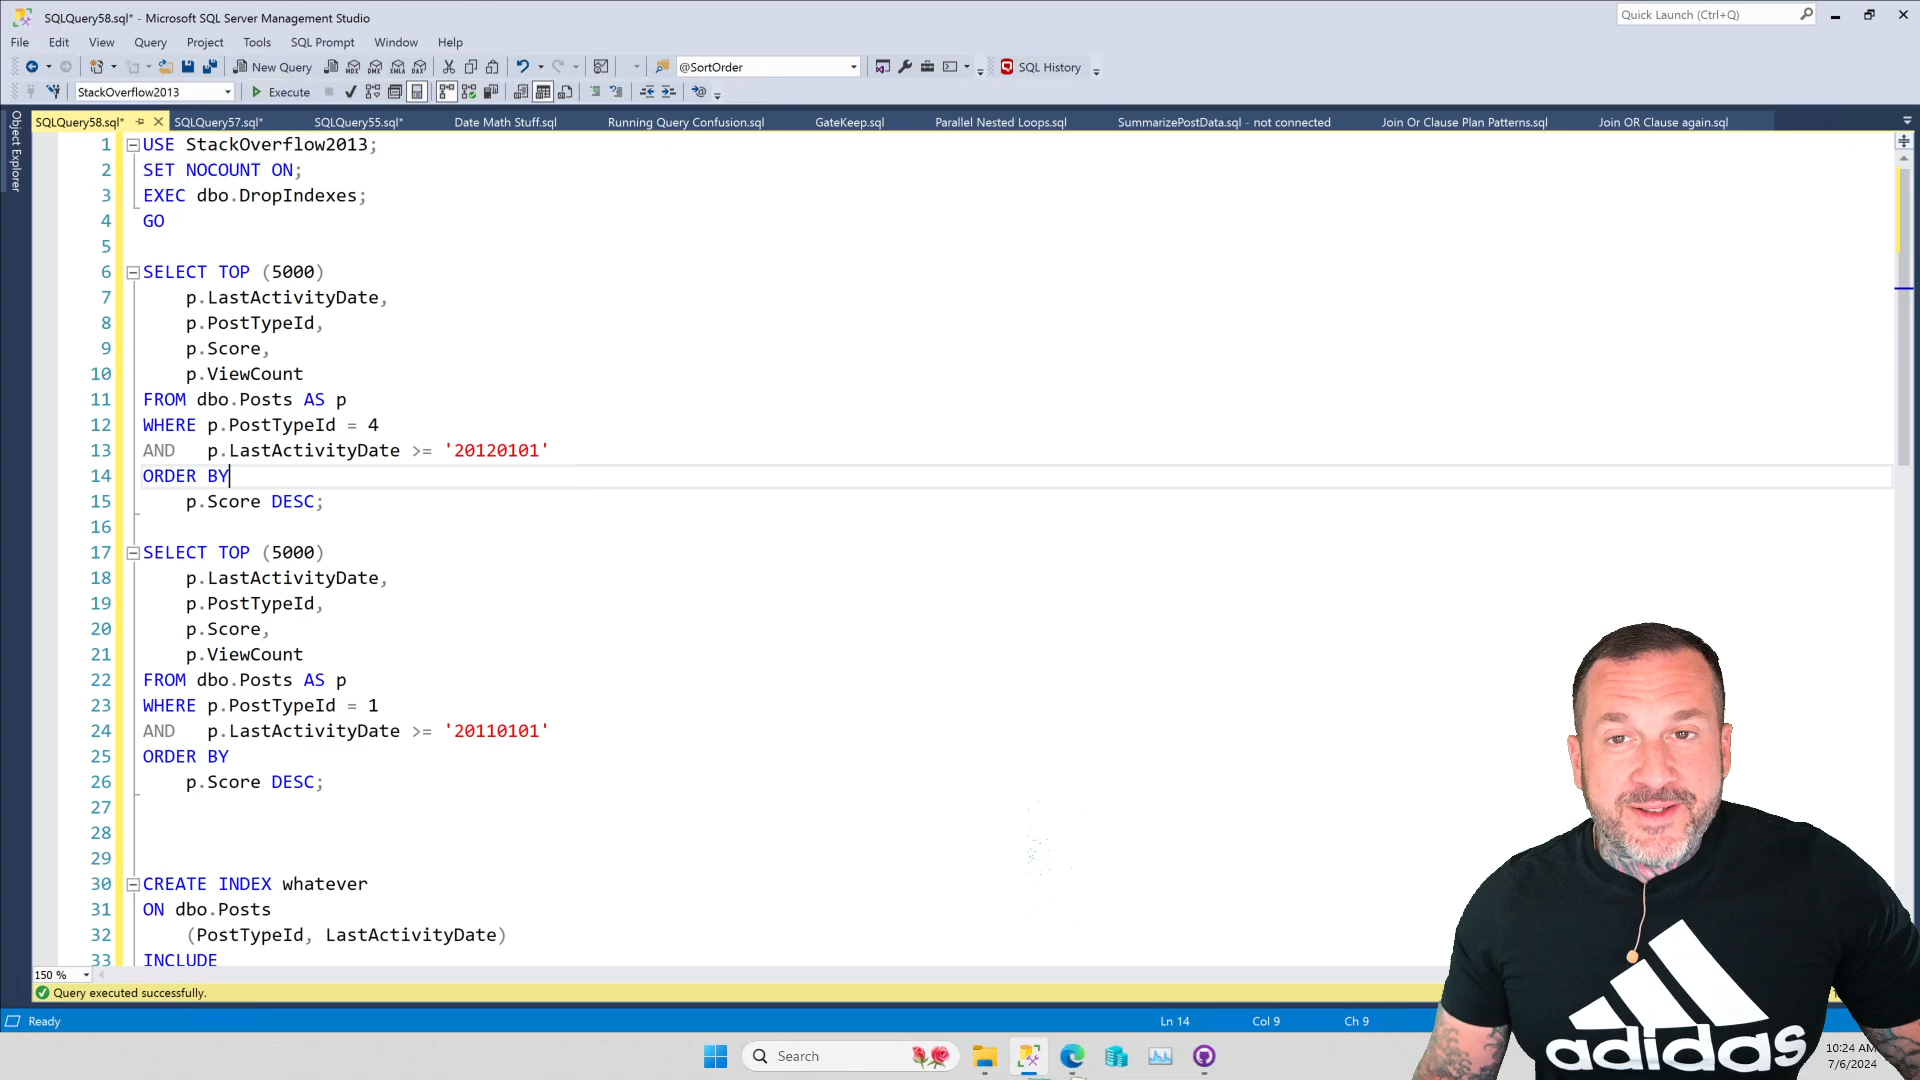 SQLQuery58.sql* - Microsoft SQL Server Management Studio
Quick Launch (Ctrl+Q)
File Edit View Query Project Tools SQL Prompt Window Help
New Query MDX DMX XMLA DAX @SortOrder SQL History
StackOverflow2013 Execute
SQLQuery58.sql* SQLQuery57.sql* SQLQuery55.sql* Date Math Stuff.sql Running Query Confusion.sql GateKeep.sql Parallel Nested Loops.sql SummarizePostData.sql - not connected Join Or Clause Plan Patterns.sql Join OR Clause again.sql
Object Explorer
1 USE StackOverflow2013;
2 SET NOCOUNT ON;
3 EXEC dbo.DropIndexes;
4 GO
5
6 SELECT TOP (5000)
7 p.LastActivityDate,
8 p.PostTypeId,
9 p.Score,
10 p.ViewCount
11 FROM dbo.Posts AS p
12 WHERE p.PostTypeId = 4
13 AND p.LastActivityDate >= '20120101'
14 ORDER BY
15 p.Score DESC;
16
17 SELECT TOP (5000)
18 p.LastActivityDate,
19 p.PostTypeId,
20 p.Score,
21 p.ViewCount
22 FROM dbo.Posts AS p
23 WHERE p.PostTypeId = 1
24 AND p.LastActivityDate >= '20110101'
25 ORDER BY
26 p.Score DESC;
27
28
29
30 CREATE INDEX whatever
31 ON dbo.Posts
32 (PostTypeId, LastActivityDate)
33 INCLUDE
150 %
Query executed successfully.
Ready Ln 14 Col 9 Ch 9
Search
10:24 AM
7/6/2024
adidas